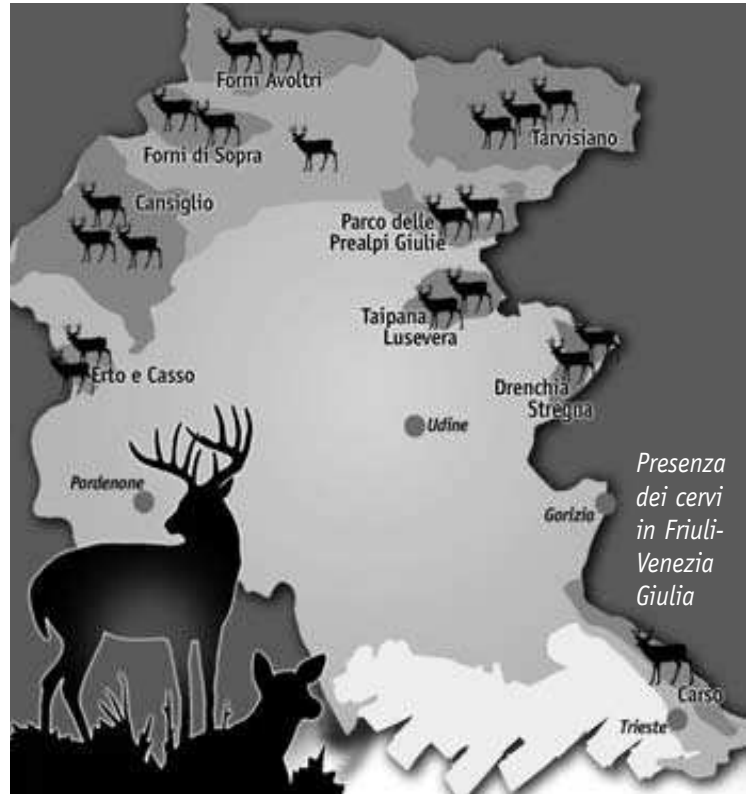 Forni Avoltri
Forni di Sopra
Tarvisiano
Cansiglio
Parco delle
Prealpi Giulie
Taipana
Lusevera
Erto e Casso
Drenchia
Stregna
Udine
Pordenone
Gorizia
Presenza
dei cervi
in Friuli-
Venezia
Giulia
Carso
Trieste